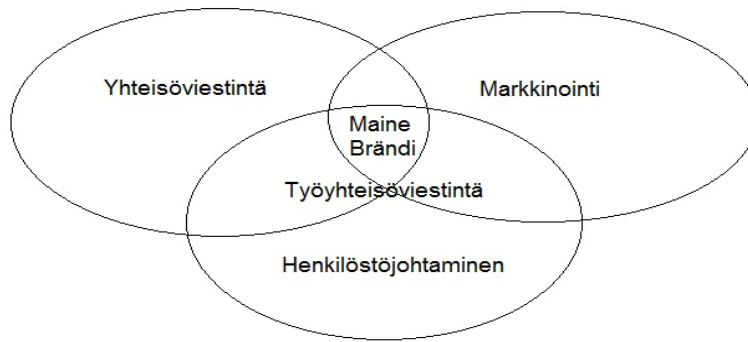 Yhteisöviestintä
Markkinointi
Maine
Brändi
Työyhteisöviestintä
Henkilöstöjohtaminen